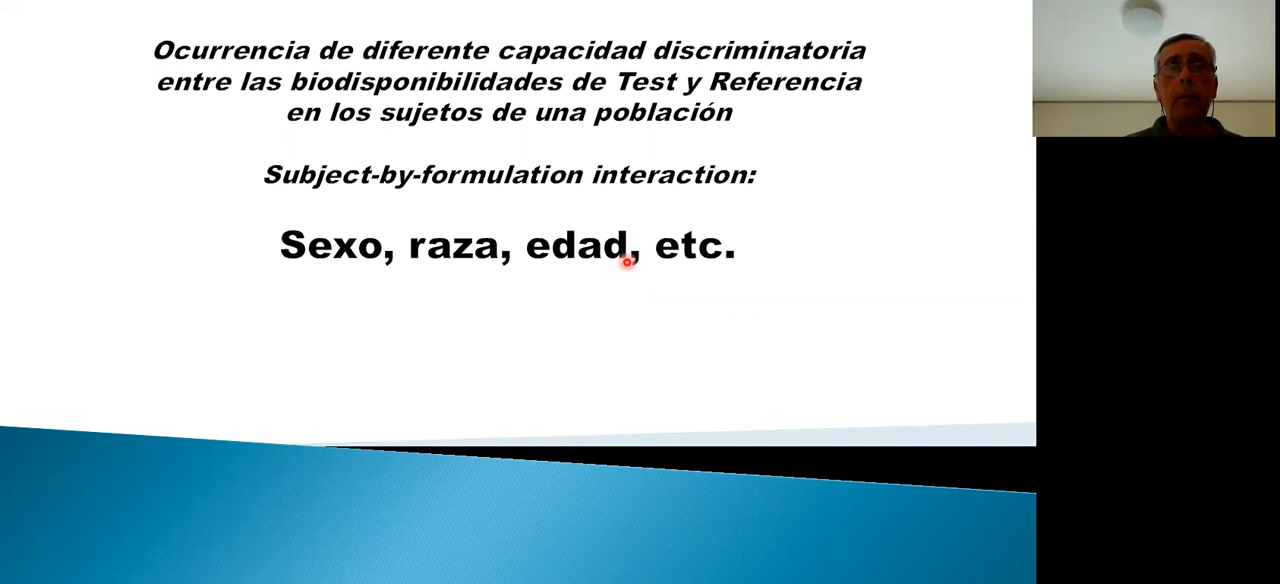 Ocurrencia de diferente capacidad discriminatoria
entre las biodisponibilidades de Test y Referencia
en los sujetos de una población
Subject-by-formulation interaction:
Sexo, raza, edad, etc.